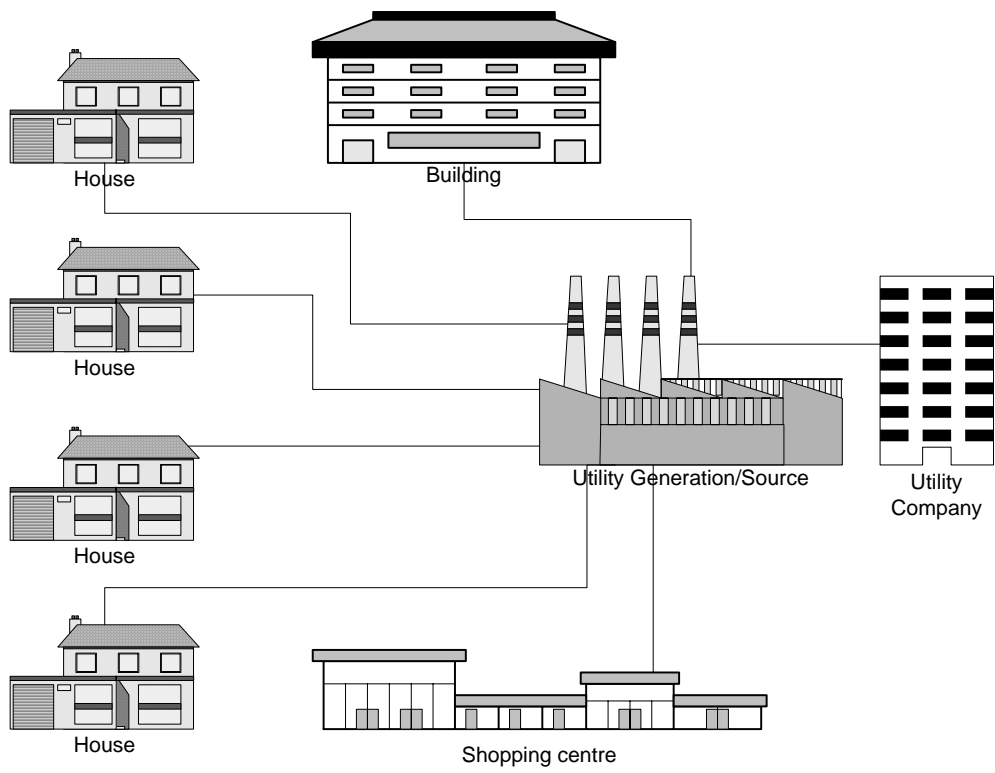 House
Building
House
Utility Generation/Source
Utility
Company
House
House
Shopping centre